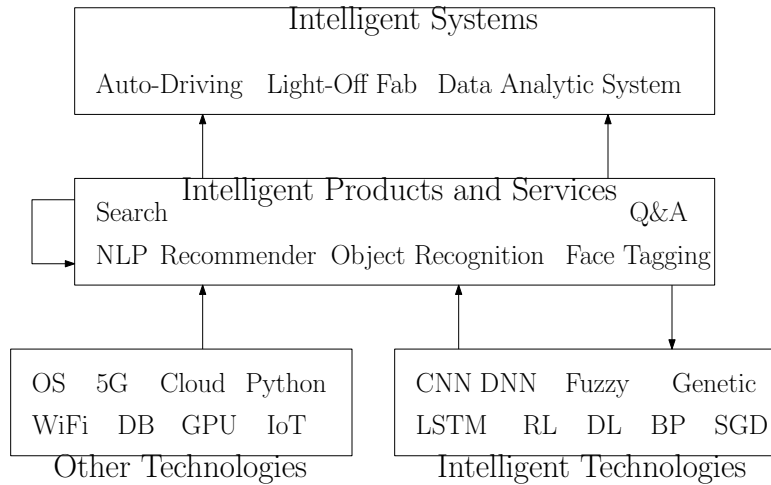 Intelligent Systems
Auto-Driving Light-Off Fab Data Analytic System
Intelligent Products and Services
Search Q&A
NLP Recommender Object Recognition Face Tagging
OS 5G Cloud Python
WiFi DB GPU IoT
Other Technologies
CNN DNN Fuzzy Genetic
LSTM RL DL BP SGD
Intelligent Technologies